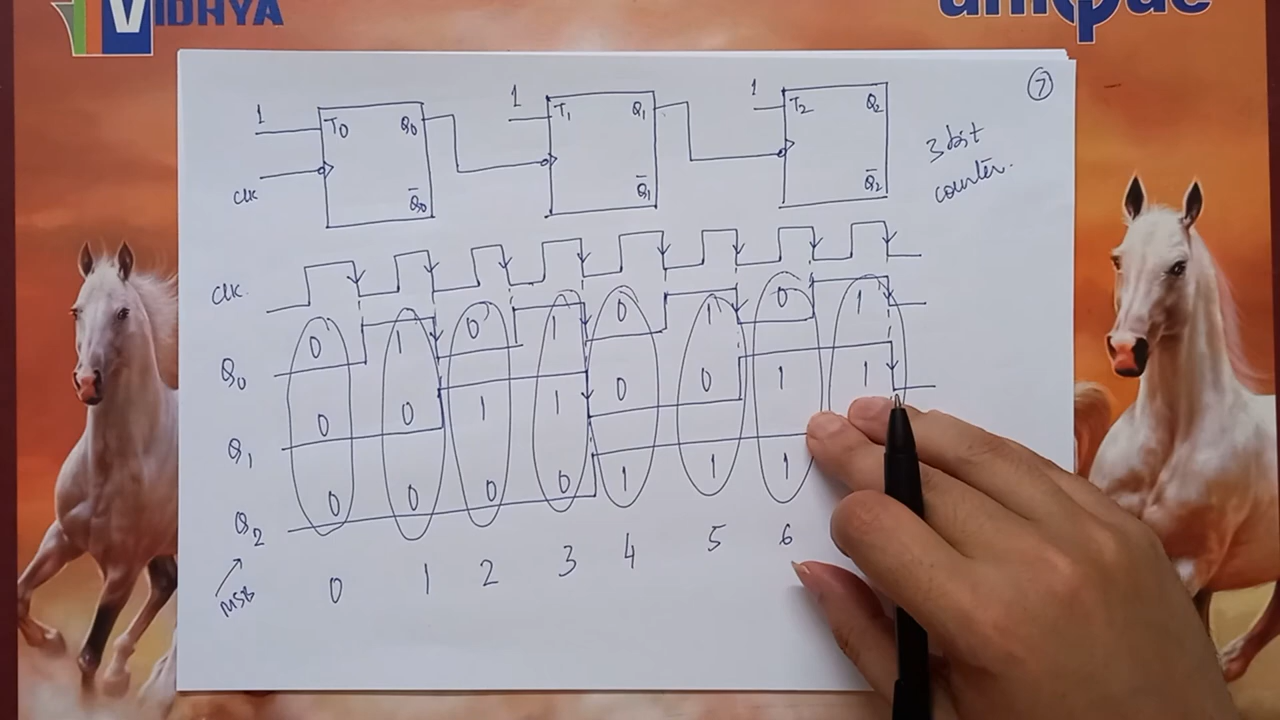 VIDHYA
unique
7
1
T0 Q0
Q̅0
CLK
1
T1 Q1
Q̅1
1
T2 Q2
Q̅2
3 bit
counter.
CLK
Q0 0 1 0 1 0 1 0 1
Q1 0 0 1 1 0 0 1 1
Q2 0 0 0 0 1 1 1
MSB
0 1 2 3 4 5 6